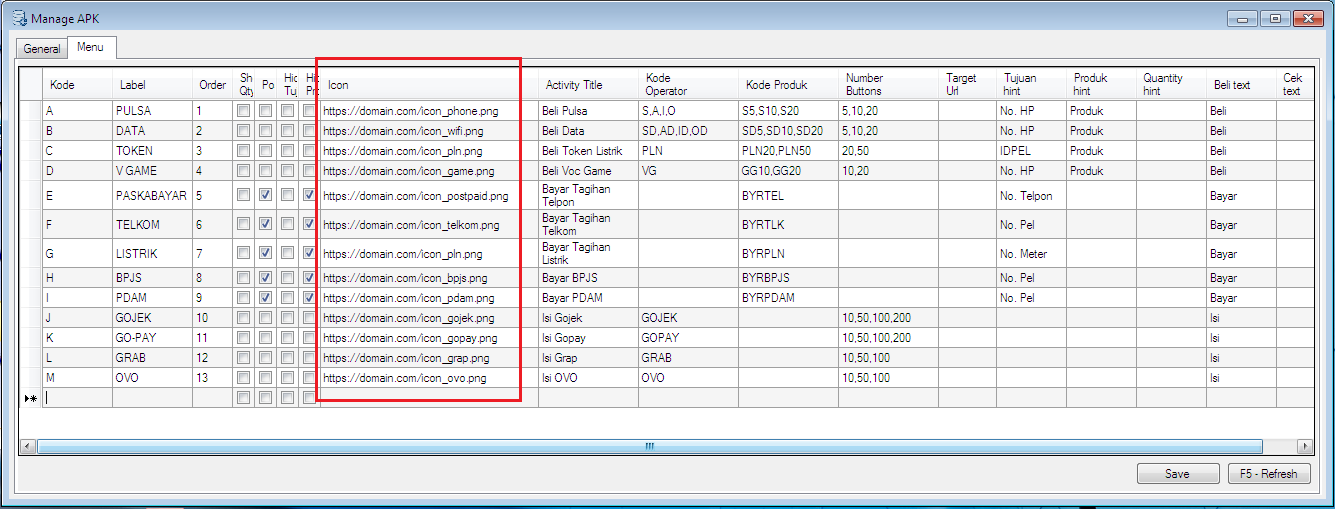 Manage APK
General Menu
Kode Label Order Sh Qty Po Hic Tuj Hic Pro Icon Activity Title Kode Operator Kode Produk Number Buttons Target Url Tujuan hint Produk hint Quantity hint Beli text Cek text
A PULSA 1 https://domain.com/icon_phone.png Beli Pulsa S,A,I,O S5,S10,S20 5,10,20 No. HP Produk Beli
B DATA 2 https://domain.com/icon_wifi.png Beli Data SD,AD,ID,OD SD5,SD10,SD20 5,10,20 No. HP Produk Beli
C TOKEN 3 https://domain.com/icon_pln.png Beli Token Listrik PLN PLN20,PLN50 20,50 IDPEL Produk Beli
D V GAME 4 https://domain.com/icon_game.png Beli Voc Game VG GG10,GG20 10,20 No. HP Produk Beli
E PASKABAYAR 5 https://domain.com/icon_postpaid.png Bayar Tagihan Telpon BYRTEL No. Telpon Bayar
F TELKOM 6 https://domain.com/icon_telkom.png Bayar Tagihan Telkom BYRTLK No. Pel Bayar
G LISTRIK 7 https://domain.com/icon_pln.png Bayar Tagihan Listrik BYRPLN No. Meter Bayar
H BPJS 8 https://domain.com/icon_bpjs.png Bayar BPJS BYRBPJS No. Pel Bayar
I PDAM 9 https://domain.com/icon_pdam.png Bayar PDAM BYRPDAM No. Pel Bayar
J GOJEK 10 https://domain.com/icon_gojek.png Isi Gojek GOJEK 10,50,100,200 Isi
K GO-PAY 11 https://domain.com/icon_gopay.png Isi Gopay GOPAY 10,50,100,200 Isi
L GRAB 12 https://domain.com/icon_grap.png Isi Grap GRAB 10,50,100 Isi
M OVO 13 https://domain.com/icon_ovo.png Isi OVO OVO 10,50,100 Isi
Save F5 - Refresh